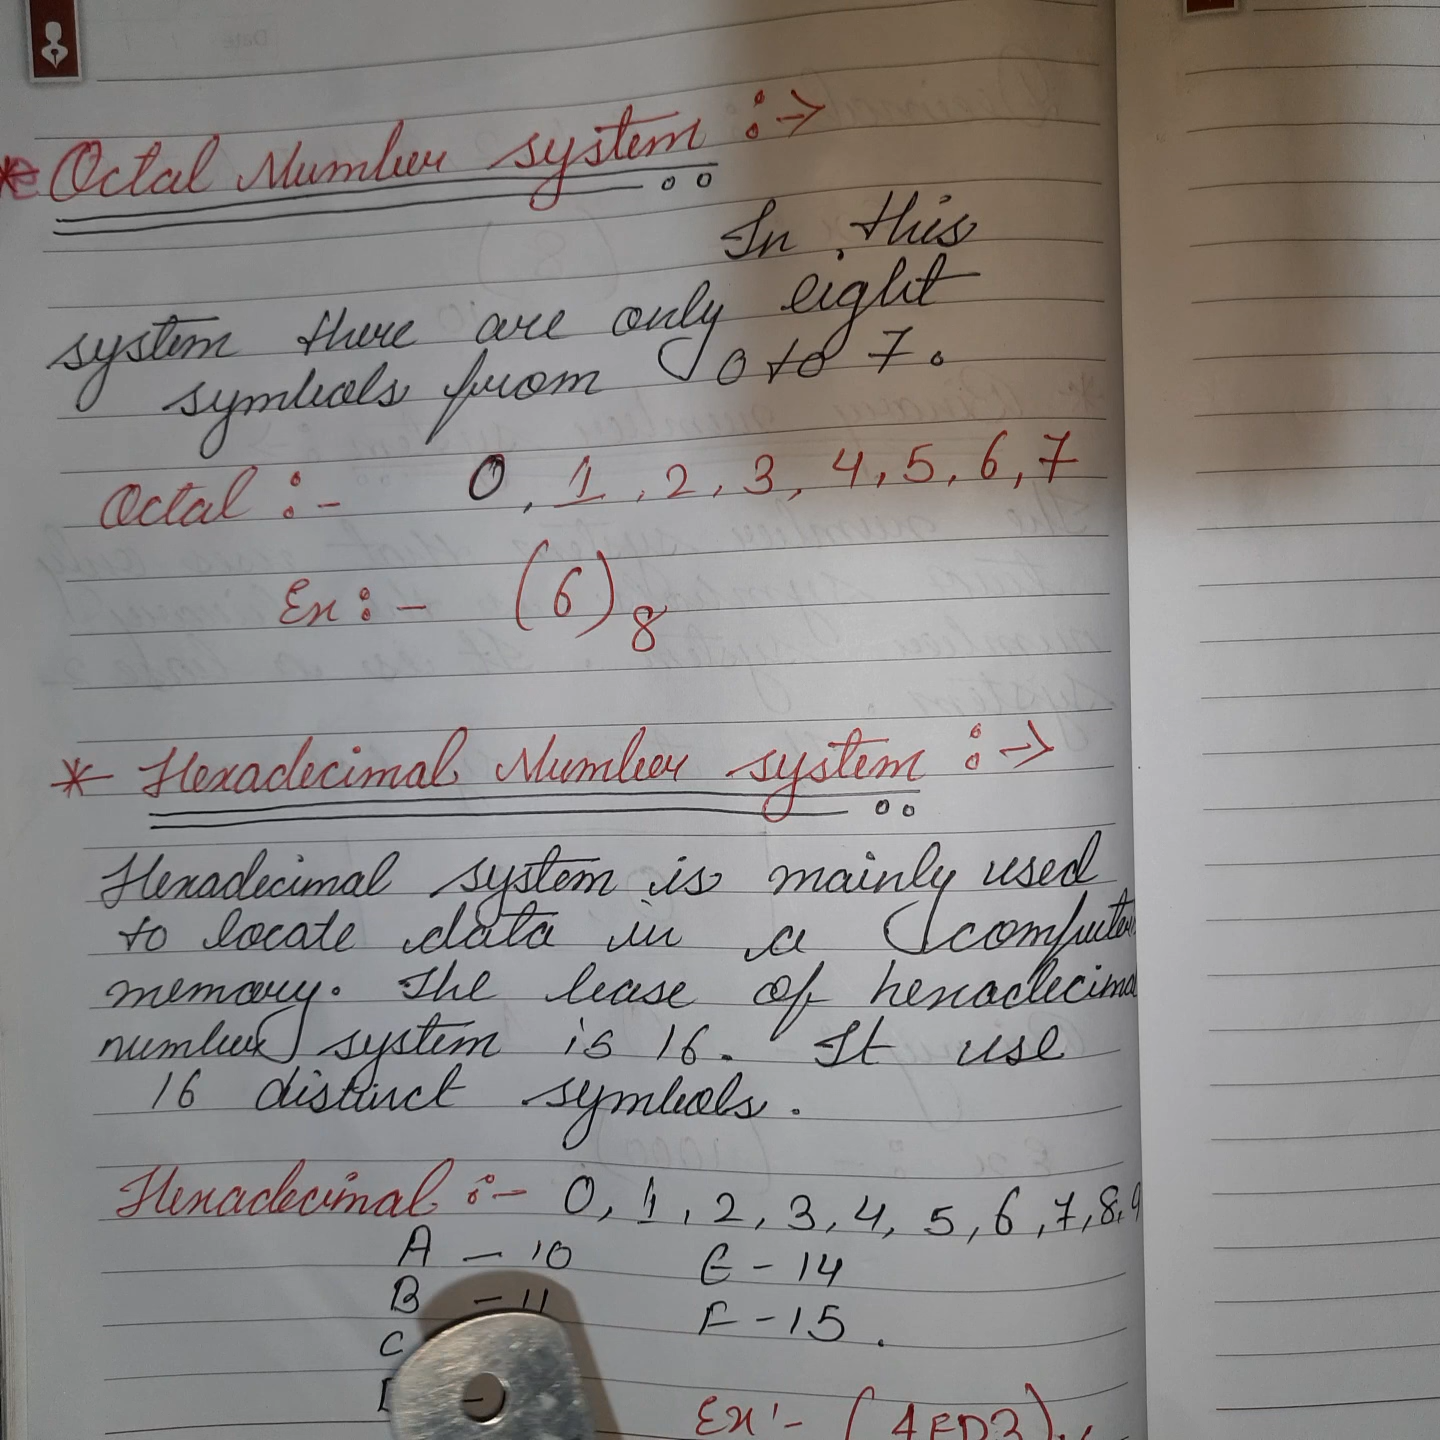 * Octal Number system :->
In this
system there are only eight
symbols from 0 to 7.
Octal :- 0, 1, 2, 3, 4, 5, 6, 7
Ex :- (6)8
* Hexadecimal Number system :->
Hexadecimal system is mainly used
to locate data in a computer
memory. The base of hexadecimal
number system is 16. It use
16 distinct symbols.
Hexadecimal :- 0, 1, 2, 3, 4, 5, 6, 7, 8, 9
A - 10 E - 14
B - 11 F - 15.
C
D -
Ex :-